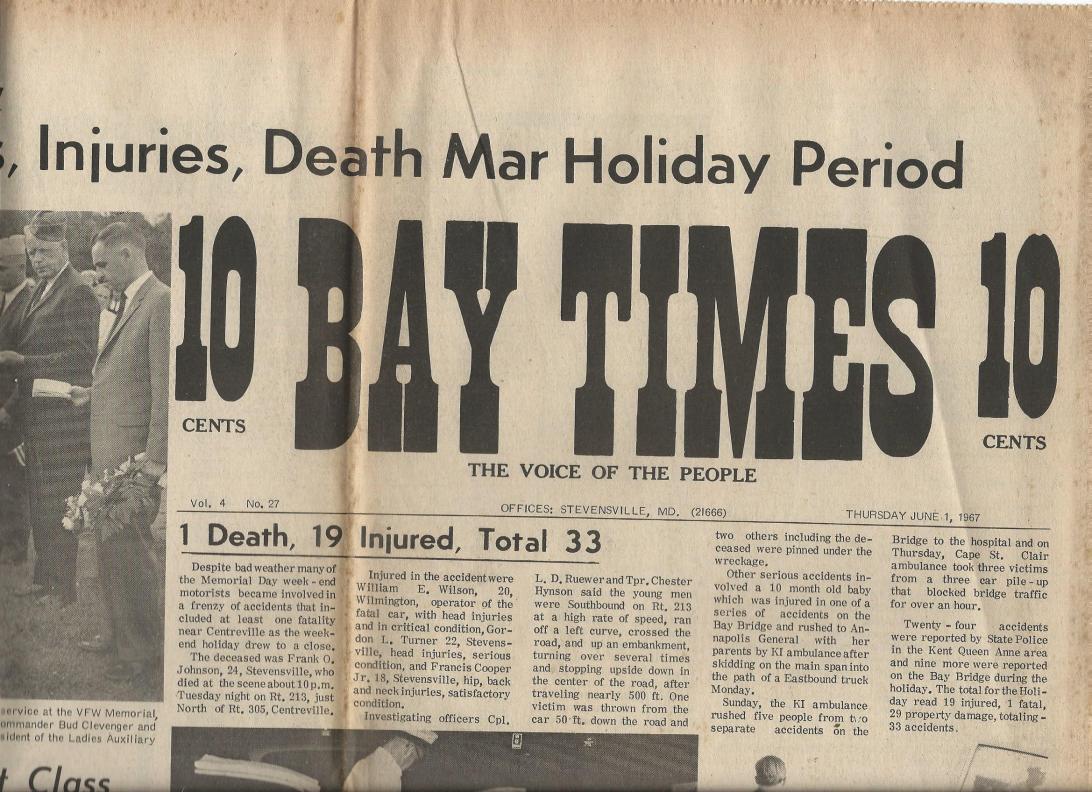 , Injuries, Death Mar Holiday Period
10
CENTS
BAY TIMES
10
CENTS
THE VOICE OF THE PEOPLE
Vol. 4 No. 27
OFFICES: STEVENSVILLE, MD. (21666)
THURSDAY JUNE 1, 1967
1 Death, 19 Injured, Total 33
Despite bad weather many of
the Memorial Day week-end
motorists became involved in
a frenzy of accidents that in-
cluded at least one fatality
near Centreville as the week-
end holiday drew to a close.
The deceased was Frank O.
Johnson, 24, Stevensville, who
died at the scene about 10 p.m.
Tuesday night on Rt. 213, just
North of Rt. 305, Centreville.
Injured in the accident were
William E. Wilson, 20,
Wilmington, operator of the
fatal car, with head injuries
and in critical condition, Gor-
don L. Turner 22, Stevens-
ville, head injuries, serious
condition, and Francis Cooper
Jr. 18, Stevensville, hip, back
and neck injuries, satisfactory
condition.
Investigating officers Cpl.
L. D. Ruewer and Tpr. Chester
Hynson said the young men
were Southbound on Rt. 213
at a high rate of speed, ran
off a left curve, crossed the
road, and up an embankment,
turning over several times
and stopping upside down in
the center of the road, after
traveling nearly 500 ft. One
victim was thrown from the
car 50 ft. down the road and
two others including the de-
ceased were pinned under the
wreckage.
Other serious accidents in-
volved a 10 month old baby
which was injured in one of a
series of accidents on the
Bay Bridge and rushed to An-
napolis General with her
parents by KI ambulance after
skidding on the main span into
the path of a Eastbound truck
Monday.
Sunday, the KI ambulance
rushed five people from two
separate accidents on the
Bridge to the hospital and on
Thursday, Cape St. Clair
ambulance took three victims
from a three car pile-up
that blocked bridge traffic
for over an hour.
Twenty-four accidents
were reported by State Police
in the Kent Queen Anne area
and nine more were reported
on the Bay Bridge during the
holiday. The total for the Holi-
day read 19 injured, 1 fatal,
29 property damage, totaling-
33 accidents.
service at the VFW Memorial,
ommander Bud Clevenger and
sident of the Ladies Auxiliary
t Class